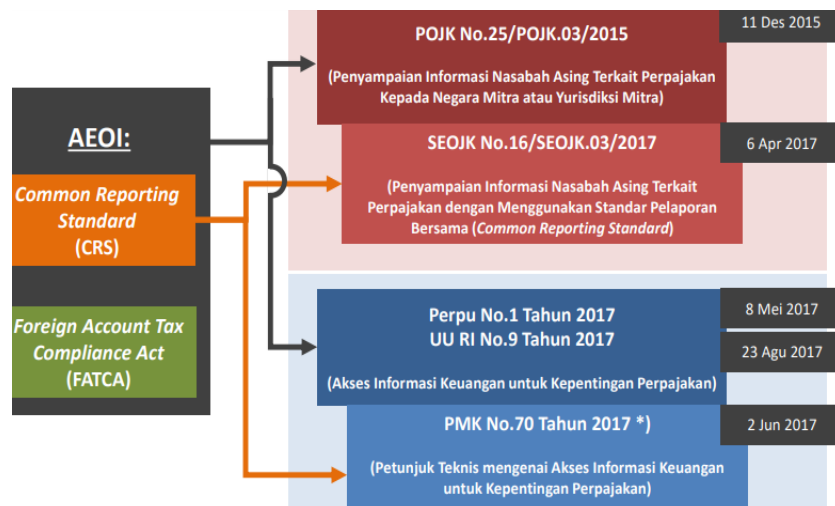 AEOI:
Common Reporting
Standard
(CRS)
Foreign Account Tax
Compliance Act
(FATCA)
POJK No.25/POJK.03/2015
11 Des 2015
(Penyampaian Informasi Nasabah Asing Terkait Perpajakan
Kepada Negara Mitra atau Yurisdiksi Mitra)
SEOJK No.16/SEOJK.03/2017
6 Apr 2017
(Penyampaian Informasi Nasabah Asing Terkait
Perpajakan dengan Menggunakan Standar Pelaporan
Bersama (Common Reporting Standard)
Perpu No.1 Tahun 2017
8 Mei 2017
UU RI No.9 Tahun 2017
23 Agu 2017
(Akses Informasi Keuangan untuk Kepentingan Perpajakan)
PMK No.70 Tahun 2017 *)
2 Jun 2017
(Petunjuk Teknis mengenai Akses Informasi Keuangan
untuk Kepentingan Perpajakan)